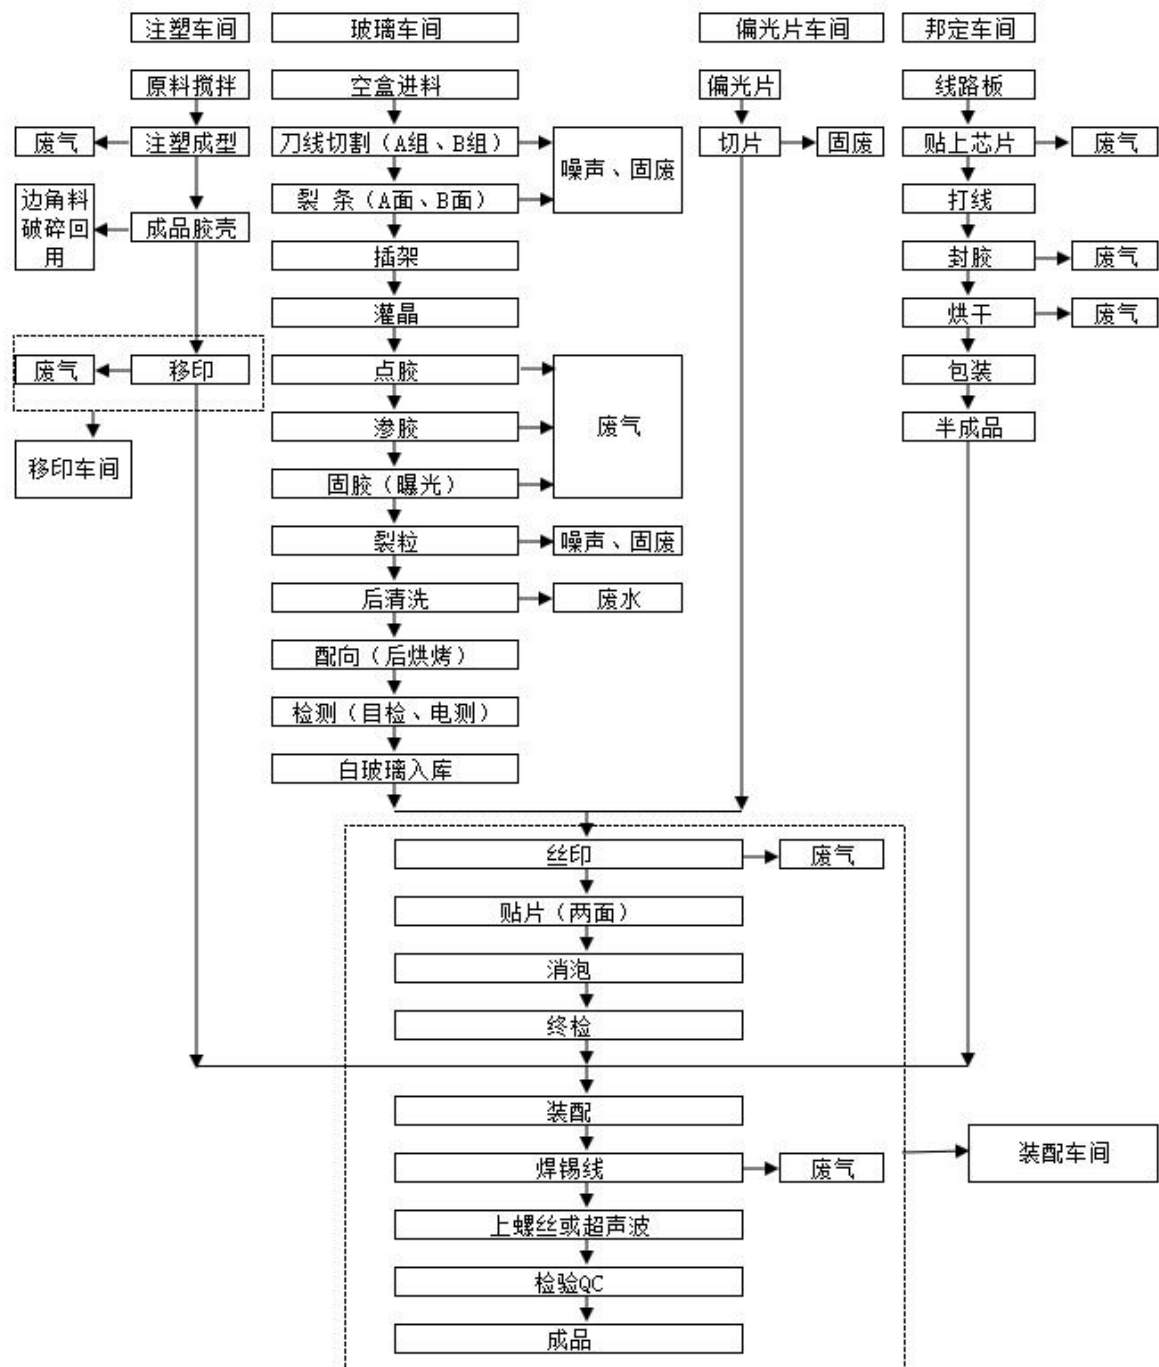 注塑车间
玻璃车间
偏光片车间
邦定车间
原料搅拌
空盒进料
偏光片
线路板
废气
注塑成型
刀线切割（A组、B组）
噪声、固废
切片
固废
贴上芯片
废气
边角料
破碎回
用
成品胶壳
裂 条（A面、B面）
打线
插架
封胶
废气
灌晶
烘干
废气
废气
移印
点胶
废气
包装
渗胶
半成品
移印车间
固胶（曝光）
裂粒
噪声、固废
后清洗
废水
配向（后烘烤）
检测（目检、电测）
白玻璃入库
丝印
废气
贴片（两面）
消泡
终检
装配
焊锡线
废气
装配车间
上螺丝或超声波
检验QC
成品